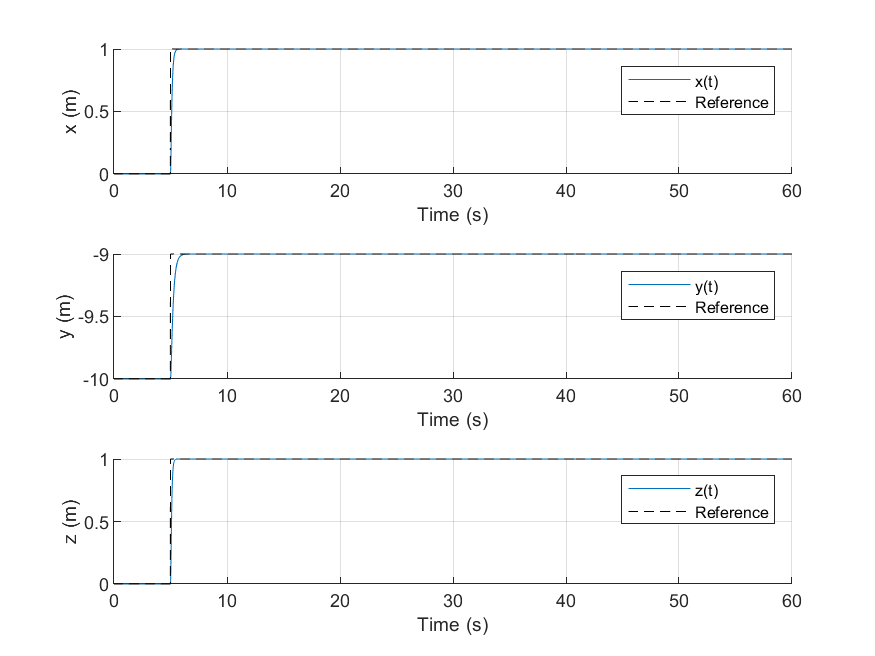 1
0.5
0
x (m)
x(t)
Reference
0 10 20 30 40 50 60
Time (s)
-9
-9.5
-10
y (m)
y(t)
Reference
0 10 20 30 40 50 60
Time (s)
1
0.5
0
z (m)
z(t)
Reference
0 10 20 30 40 50 60
Time (s)